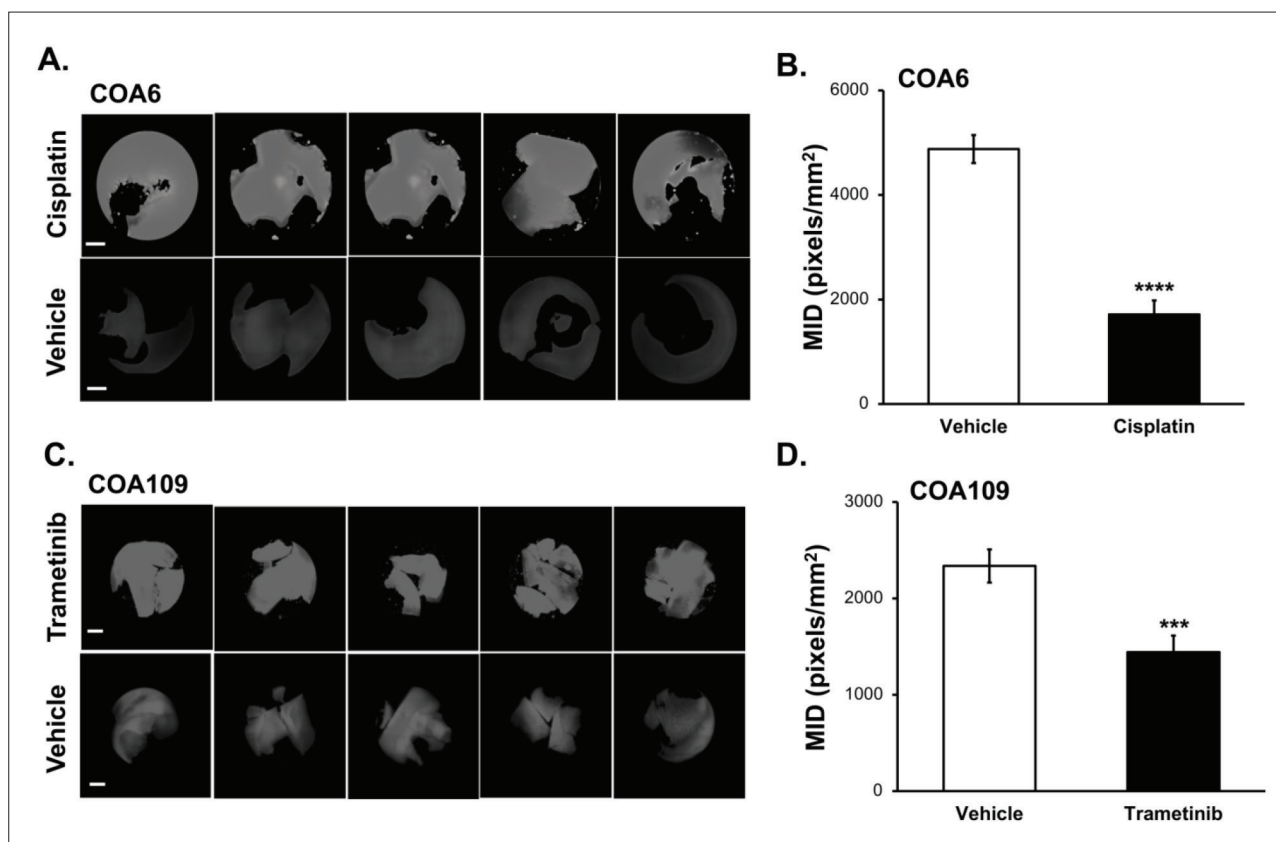 A.
COA6
Cisplatin
Vehicle
B.
COA6
MID (pixels/mm²)
6000
4000
2000
0
****
Vehicle
Cisplatin
C.
COA109
Trametinib
Vehicle
D.
COA109
MID (pixels/mm²)
3000
2000
1000
0
***
Vehicle
Trametinib